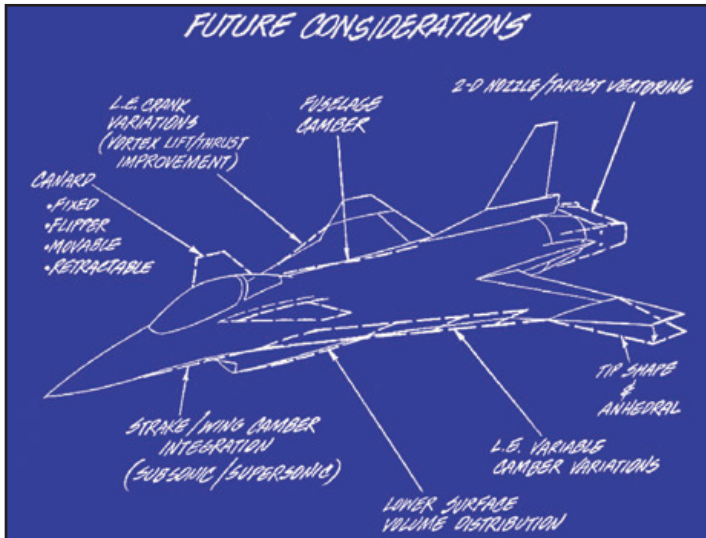 FUTURE CONSIDERATIONS
2-D NOZZLE/THRUST VECTORING
L.E. CRANK
VARIATIONS
(VORTEX LIFT/THRUST
IMPROVEMENT)
FUSELAGE
CAMBER
CANARD
•FIXED
•FLIPPER
•MOVABLE
•RETRACTABLE
TIP SHAPE
&
ANHEDRAL
STRAKE/WING CAMBER
INTEGRATION
(SUBSONIC/SUPERSONIC)
L.E. VARIABLE
CAMBER VARIATIONS
LOWER SURFACE
VOLUME DISTRIBUTION